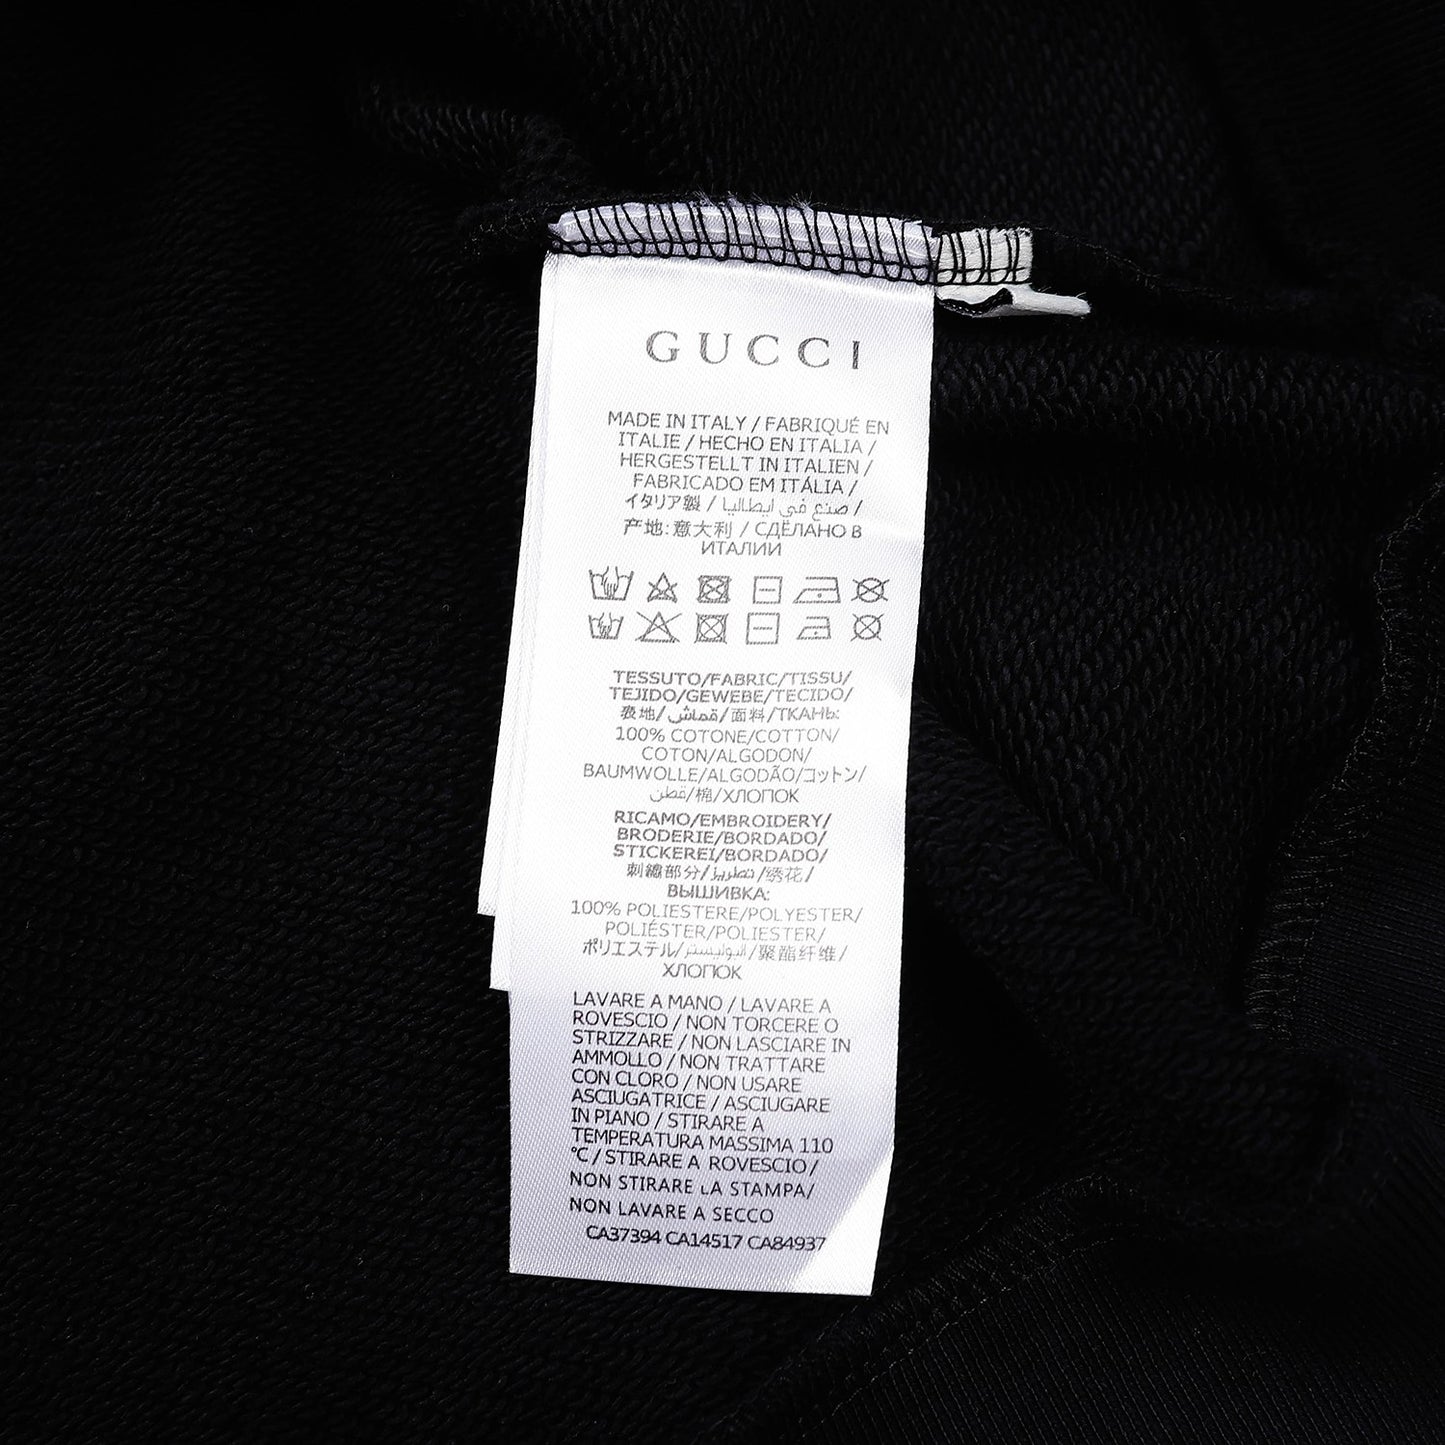 GUCCI
MADE IN ITALY / FABRIQUÉ EN
ITALIE / HECHO EN ITALIA /
HERGESTELLT IN ITALIEN /
FABRICADO EM ITÁLIA /
イタリア製 / صنع في ايطاليا /
产地: 意大利 / СДЁЛАНО В
ИТАЛИИ
TESSUTO/FABRIC/TISSU/
TEJIDO/GEWEBE/TECIDO/
表地/قماش/面料/ТКАНЬ:
100% COTONE/COTTON/
COTON/ALGODON/
BAUMWOLLE/ALGODÃO/コットン/
قطن/棉/ХЛОПОК
RICAMO/EMBROIDERY/
BRODERIE/BORDADO/
STICKEREI/BORDADO/
刺繍部分/تطريز/绣花/
ВЫШИВКА:
100% POLIESTERE/POLYESTER/
POLIÉSTER/POLIESTER/
ポリエステル/البوليستر/聚酯纤维/
ХЛОПОК
LAVARE A MANO / LAVARE A
ROVESCIO / NON TORCERE O
STRIZZARE / NON LASCIARE IN
AMMOLLO / NON TRATTARE
CON CLORO / NON USARE
ASCIUGATRICE / ASCIUGARE
IN PIANO / STIRARE A
TEMPERATURA MASSIMA 110
℃ / STIRARE A ROVESCIO /
NON STIRARE LA STAMPA/
NON LAVARE A SECCO
CA37394 CA14517 CA84937